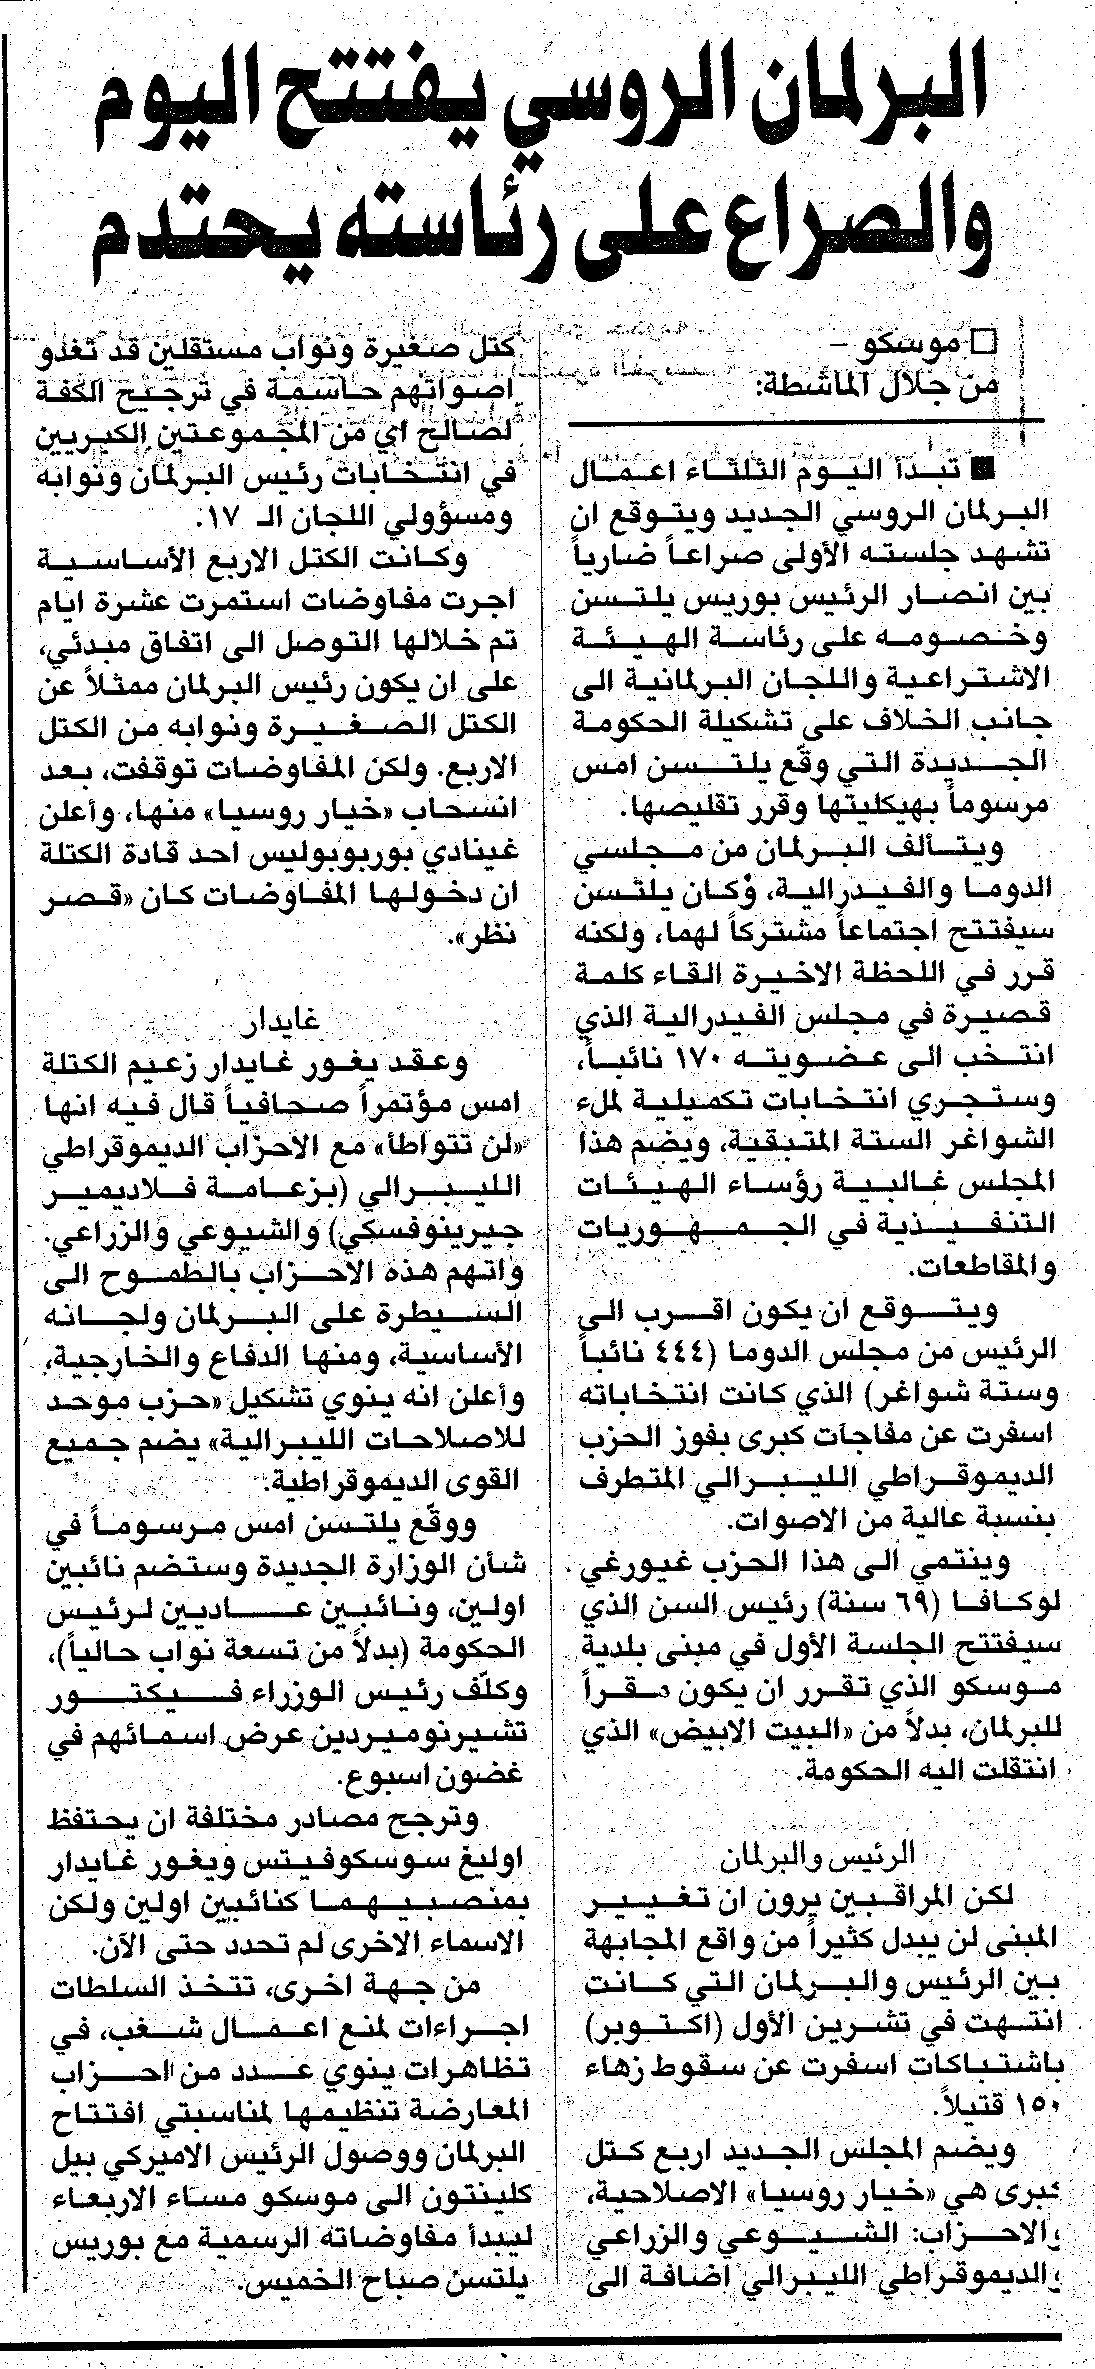 البرلمان الروسي يفتتح اليوم
والصراع على رئاسته يحتدم
□ موسكو –
من جلال الماشطة:
■ تبدأ اليوم الثلثاء اعمال
البرلمان الروسي الجديد ويتوقع ان
تشهد جلسته الأولى صراعاً ضارياً
بين انصار الرئيس بوريس يلتسن
وخصومه على رئاسة الهيئة
الاشتراعية واللجان البرلمانية الى
جانب الخلاف على تشكيلة الحكومة
الجديدة التي وقّع يلتسن امس
مرسوماً بهيكليتها وقرر تقليصها.
ويتألف البرلمان من مجلسي
الدوما والفيدرالية، وكان يلتسن
سيفتتح اجتماعاً مشتركاً لهما، ولكنه
قرر في اللحظة الاخيرة القاء كلمة
قصيرة في مجلس الفيدرالية الذي
انتخب الى عضويته ١٧٠ نائباً،
وستجري انتخابات تكميلية لملء
الشواغر الستة المتبقية، ويضم هذا
المجلس غالبية رؤساء الهيئات
التنفيذية في الجمهوريات
والمقاطعات.
ويتوقع ان يكون اقرب الى
الرئيس من مجلس الدوما (٤٤٤ نائباً
وستة شواغر) الذي كانت انتخاباته
اسفرت عن مفاجآت كبرى بفوز الحزب
الديموقراطي الليبرالي المتطرف
بنسبة عالية من الاصوات.
وينتمي الى هذا الحزب غيورغي
لوكافا (٦٩ سنة) رئيس السن الذي
سيفتتح الجلسة الأول في مبنى بلدية
موسكو الذي تقرر ان يكون مقراً
للبرلمان، بدلاً من «البيت الابيض» الذي
انتقلت اليه الحكومة.
الرئيس والبرلمان
لكن المراقبين يرون ان تغيير
المبنى لن يبدل كثيراً من واقع المجابهة
بين الرئيس والبرلمان التي كانت
انتهت في تشرين الأول (اكتوبر)
باشتباكات اسفرت عن سقوط زهاء
١٥٠ قتيلاً.
ويضم المجلس الجديد اربع كتل
كبرى هي «خيار روسيا» الاصلاحية،
والاحزاب: الشيوعي والزراعي
والديموقراطي الليبرالي اضافة الى
كتل صغيرة ونواب مستقلين قد تغدو
اصواتهم حاسمة في ترجيح الكفة
لصالح اي من المجموعتين الكبريين
في انتخابات رئيس البرلمان ونوابه
ومسؤولي اللجان الـ ١٧.
وكانت الكتل الاربع الأساسية
اجرت مفاوضات استمرت عشرة ايام
تم خلالها التوصل الى اتفاق مبدئي،
على ان يكون رئيس البرلمان ممثلاً عن
الكتل الصغيرة ونوابه من الكتل
الاربع. ولكن المفاوضات توقفت، بعد
انسحاب «خيار روسيا» منها، وأعلن
غينادي بوربوليس احد قادة الكتلة
ان دخولها المفاوضات كان «قصر
نظر».
غايدار
وعقد يغور غايدار زعيم الكتلة
امس مؤتمراً صحافياً قال فيه انها
«لن تتواطأ» مع الاحزاب الديموقراطي
الليبرالي (بزعامة فلاديمير
جيرينوفسكي) والشيوعي والزراعي.
واتهم هذه الاحزاب بالطموح الى
السيطرة على البرلمان ولجانه
الأساسية، ومنها الدفاع والخارجية،
وأعلن انه ينوي تشكيل «حزب موحد
للاصلاحات الليبرالية» يضم جميع
القوى الديموقراطية.
ووقّع يلتسن امس مرسوماً في
شأن الوزارة الجديدة وستضم نائبين
اولين، ونائبين عاديين لرئيس
الحكومة (بدلاً من تسعة نواب حالياً)،
وكلّف رئيس الوزراء فيكتور
تشيرنوميردين عرض اسمائهم في
غضون اسبوع.
وترجح مصادر مختلفة ان يحتفظ
اوليغ سوسكوفيتس ويغور غايدار
بمنصبيهما كنائبين اولين ولكن
الاسماء الاخرى لم تحدد حتى الآن.
من جهة اخرى، تتخذ السلطات
اجراءات لمنع اعمال شغب، في
تظاهرات ينوي عدد من احزاب
المعارضة تنظيمها لمناسبتي افتتاح
البرلمان ووصول الرئيس الاميركي بيل
كلينتون الى موسكو مساء الاربعاء
ليبدأ مفاوضاته الرسمية مع بوريس
يلتسن صباح الخميس.